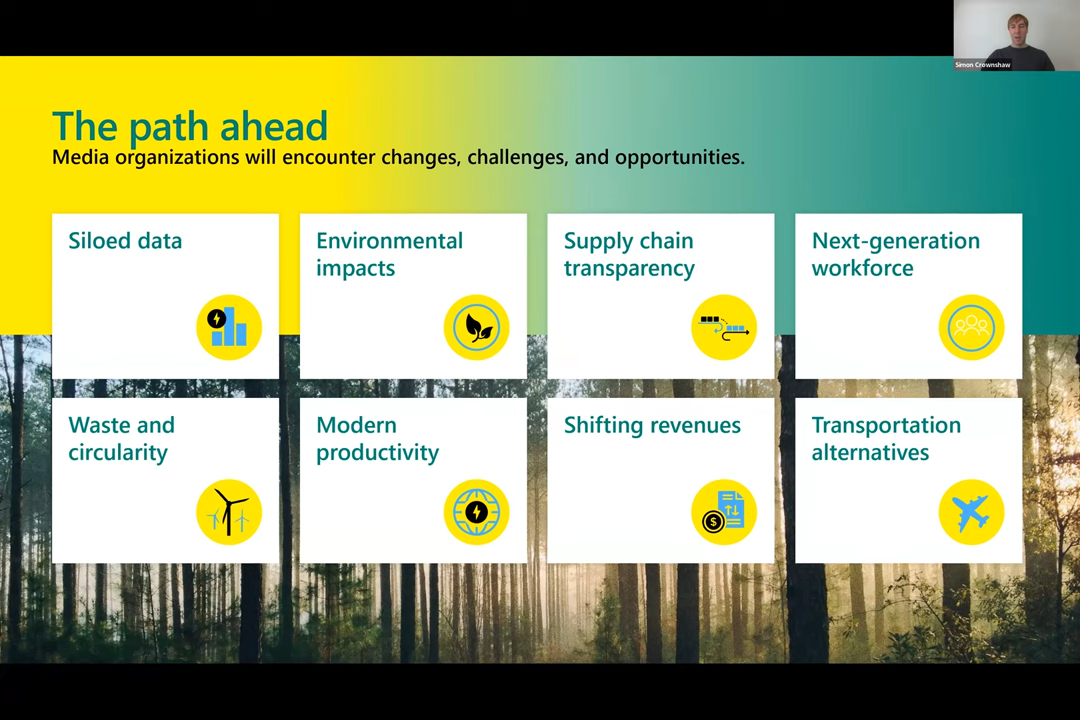 Simon Crownshaw
The path ahead
Media organizations will encounter changes, challenges, and opportunities.
Siloed data
Environmental
impacts
Supply chain
transparency
Next-generation
workforce
Waste and
circularity
Modern
productivity
Shifting revenues
$
Transportation
alternatives